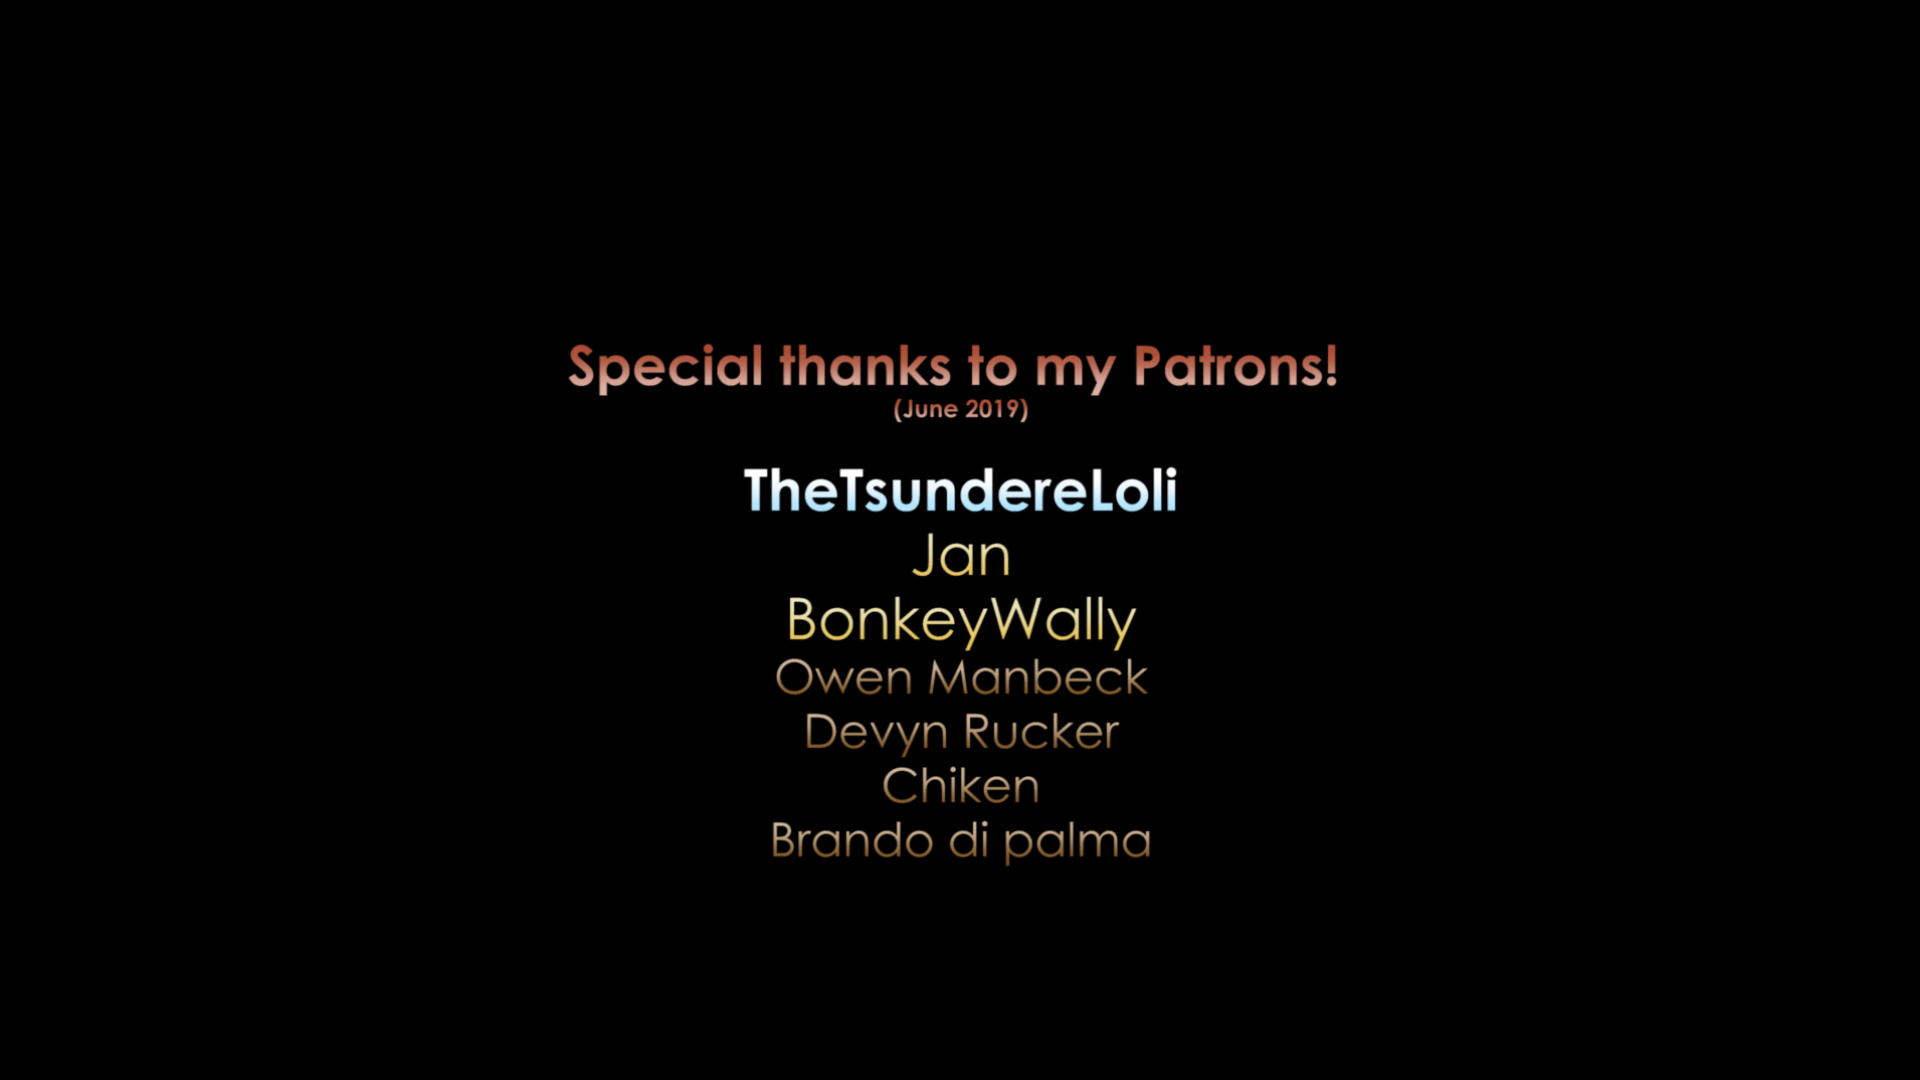 Special thanks to my Patrons!
(June 2019)
TheTsundereLoli
Jan
BonkeyWally
Owen Manbeck
Devyn Rucker
Chiken
Brando di palma